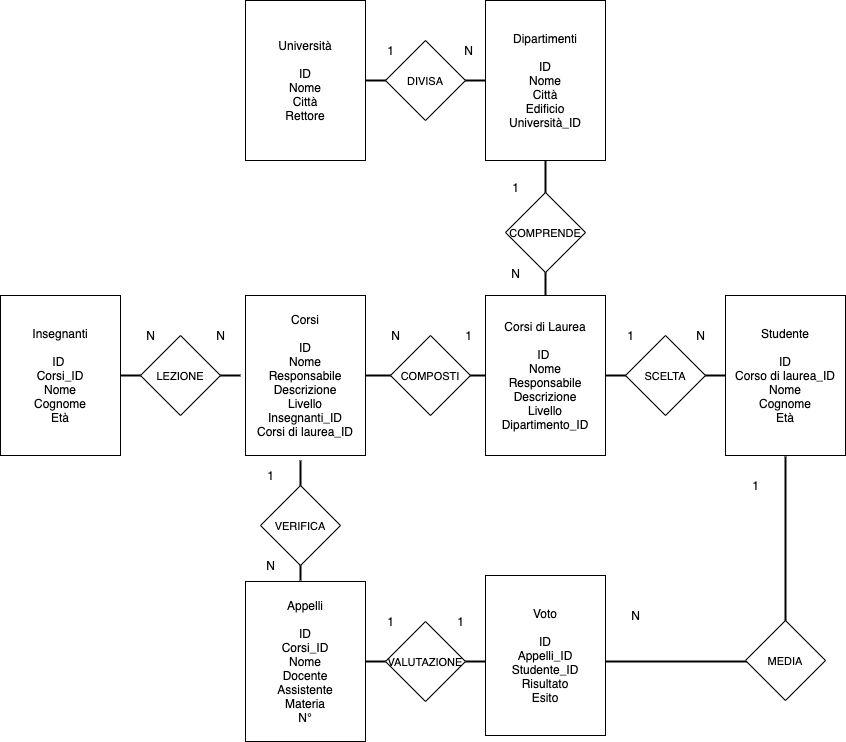 Università
ID
Nome
Città
Rettore
1
DIVISA
N
Dipartimenti
ID
Nome
Città
Edificio
Università_ID
1
COMPRENDE
N
Insegnanti
ID
Corsi_ID
Nome
Cognome
Età
N
LEZIONE
N
Corsi
ID
Nome
Responsabile
Descrizione
Livello
Insegnanti_ID
Corsi di laurea_ID
N
COMPOSTI
1
Corsi di Laurea
ID
Nome
Responsabile
Descrizione
Livello
Dipartimento_ID
1
SCELTA
N
Studente
ID
Corso di laurea_ID
Nome
Cognome
Età
1
VERIFICA
N
Appelli
ID
Corsi_ID
Nome
Docente
Assistente
Materia
N°
1
VALUTAZIONE
1
Voto
ID
Appelli_ID
Studente_ID
Risultato
Esito
N
MEDIA
1